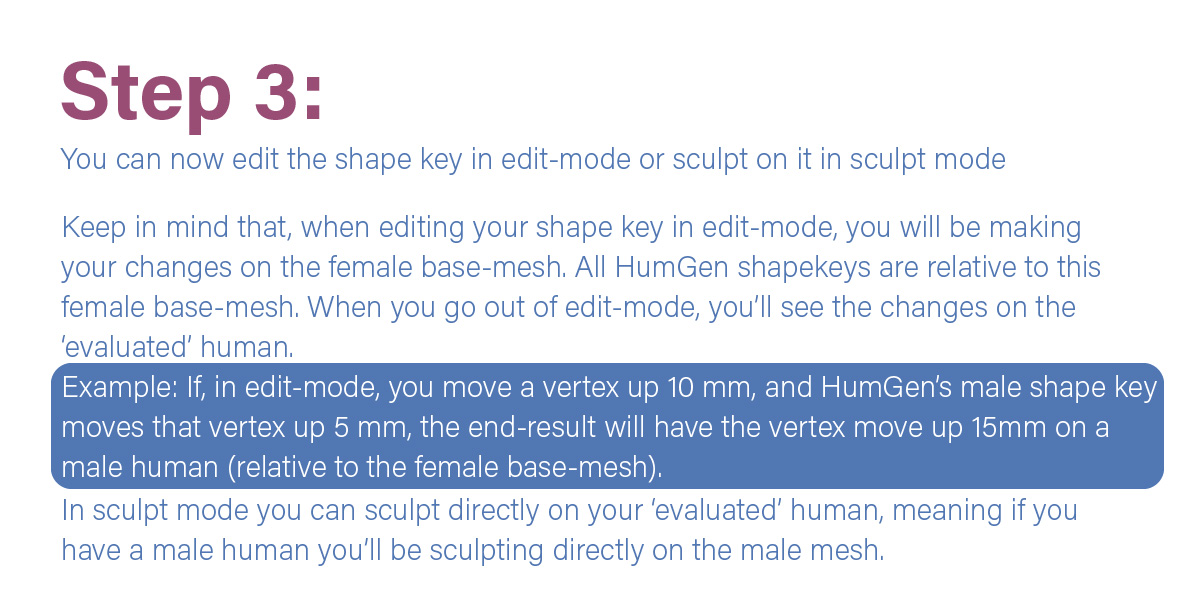 Step 3:
You can now edit the shape key in edit-mode or sculpt on it in sculpt mode
Keep in mind that, when editing your shape key in edit-mode, you will be making
your changes on the female base-mesh. All HumGen shapekeys are relative to this
female base-mesh. When you go out of edit-mode, you’ll see the changes on the
‘evaluated’ human.
Example: If, in edit-mode, you move a vertex up 10 mm, and HumGen’s male shape key
moves that vertex up 5 mm, the end-result will have the vertex move up 15mm on a
male human (relative to the female base-mesh).
In sculpt mode you can sculpt directly on your ‘evaluated’ human, meaning if you
have a male human you’ll be sculpting directly on the male mesh.